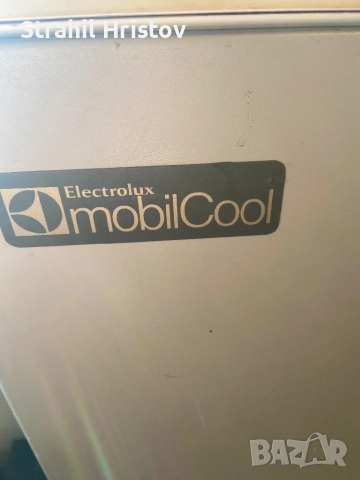 Strahil Hristov
Electrolux
mobilCool
BAZAR